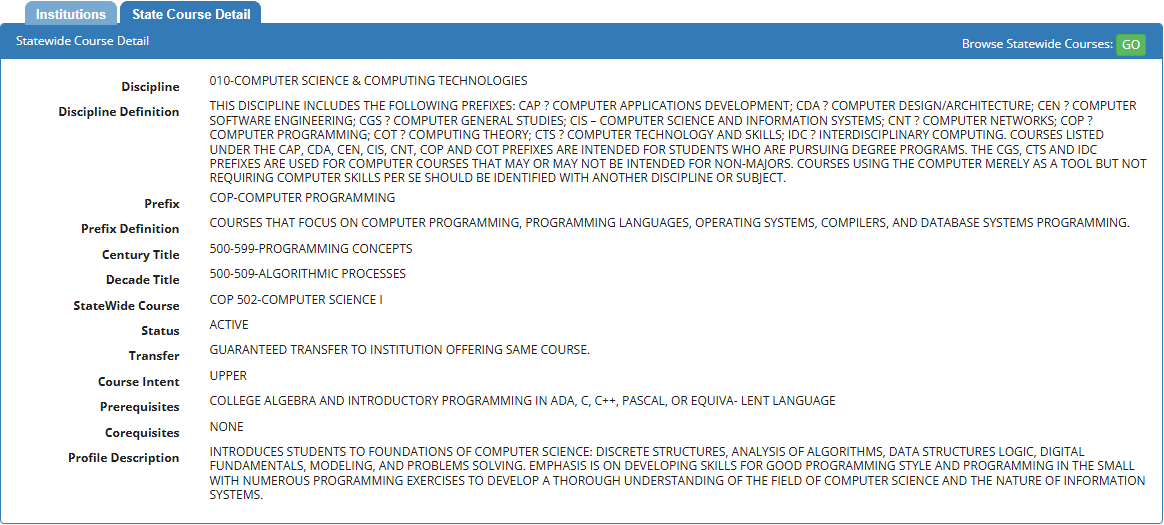 Institutions
State Course Detail
Statewide Course Detail
Browse Statewide Courses: GO
Discipline 010-COMPUTER SCIENCE & COMPUTING TECHNOLOGIES
Discipline Definition THIS DISCIPLINE INCLUDES THE FOLLOWING PREFIXES: CAP ? COMPUTER APPLICATIONS DEVELOPMENT; CDA ? COMPUTER DESIGN/ARCHITECTURE; CEN ? COMPUTER
SOFTWARE ENGINEERING; CGS ? COMPUTER GENERAL STUDIES; CIS – COMPUTER SCIENCE AND INFORMATION SYSTEMS; CNT ? COMPUTER NETWORKS; COP ?
COMPUTER PROGRAMMING; COT ? COMPUTING THEORY; CTS ? COMPUTER TECHNOLOGY AND SKILLS; IDC ? INTERDISCIPLINARY COMPUTING. COURSES LISTED
UNDER THE CAP, CDA, CEN, CIS, CNT, COP AND COT PREFIXES ARE INTENDED FOR STUDENTS WHO ARE PURSUING DEGREE PROGRAMS. THE CGS, CTS AND IDC
PREFIXES ARE USED FOR COMPUTER COURSES THAT MAY OR MAY NOT BE INTENDED FOR NON-MAJORS. COURSES USING THE COMPUTER MERELY AS A TOOL BUT NOT
REQUIRING COMPUTER SKILLS PER SE SHOULD BE IDENTIFIED WITH ANOTHER DISCIPLINE OR SUBJECT.
Prefix COP-COMPUTER PROGRAMMING
Prefix Definition COURSES THAT FOCUS ON COMPUTER PROGRAMMING, PROGRAMMING LANGUAGES, OPERATING SYSTEMS, COMPILERS, AND DATABASE SYSTEMS PROGRAMMING.
Century Title 500-599-PROGRAMMING CONCEPTS
Decade Title 500-509-ALGORITHMIC PROCESSES
StateWide Course COP 502-COMPUTER SCIENCE I
Status ACTIVE
Transfer GUARANTEED TRANSFER TO INSTITUTION OFFERING SAME COURSE.
Course Intent UPPER
Prerequisites COLLEGE ALGEBRA AND INTRODUCTORY PROGRAMMING IN ADA, C, C++, PASCAL, OR EQUIVA- LENT LANGUAGE
Corequisites NONE
Profile Description INTRODUCES STUDENTS TO FOUNDATIONS OF COMPUTER SCIENCE: DISCRETE STRUCTURES, ANALYSIS OF ALGORITHMS, DATA STRUCTURES LOGIC, DIGITAL
FUNDAMENTALS, MODELING, AND PROBLEMS SOLVING. EMPHASIS IS ON DEVELOPING SKILLS FOR GOOD PROGRAMMING STYLE AND PROGRAMMING IN THE SMALL
WITH NUMEROUS PROGRAMMING EXERCISES TO DEVELOP A THOROUGH UNDERSTANDING OF THE FIELD OF COMPUTER SCIENCE AND THE NATURE OF INFORMATION
SYSTEMS.